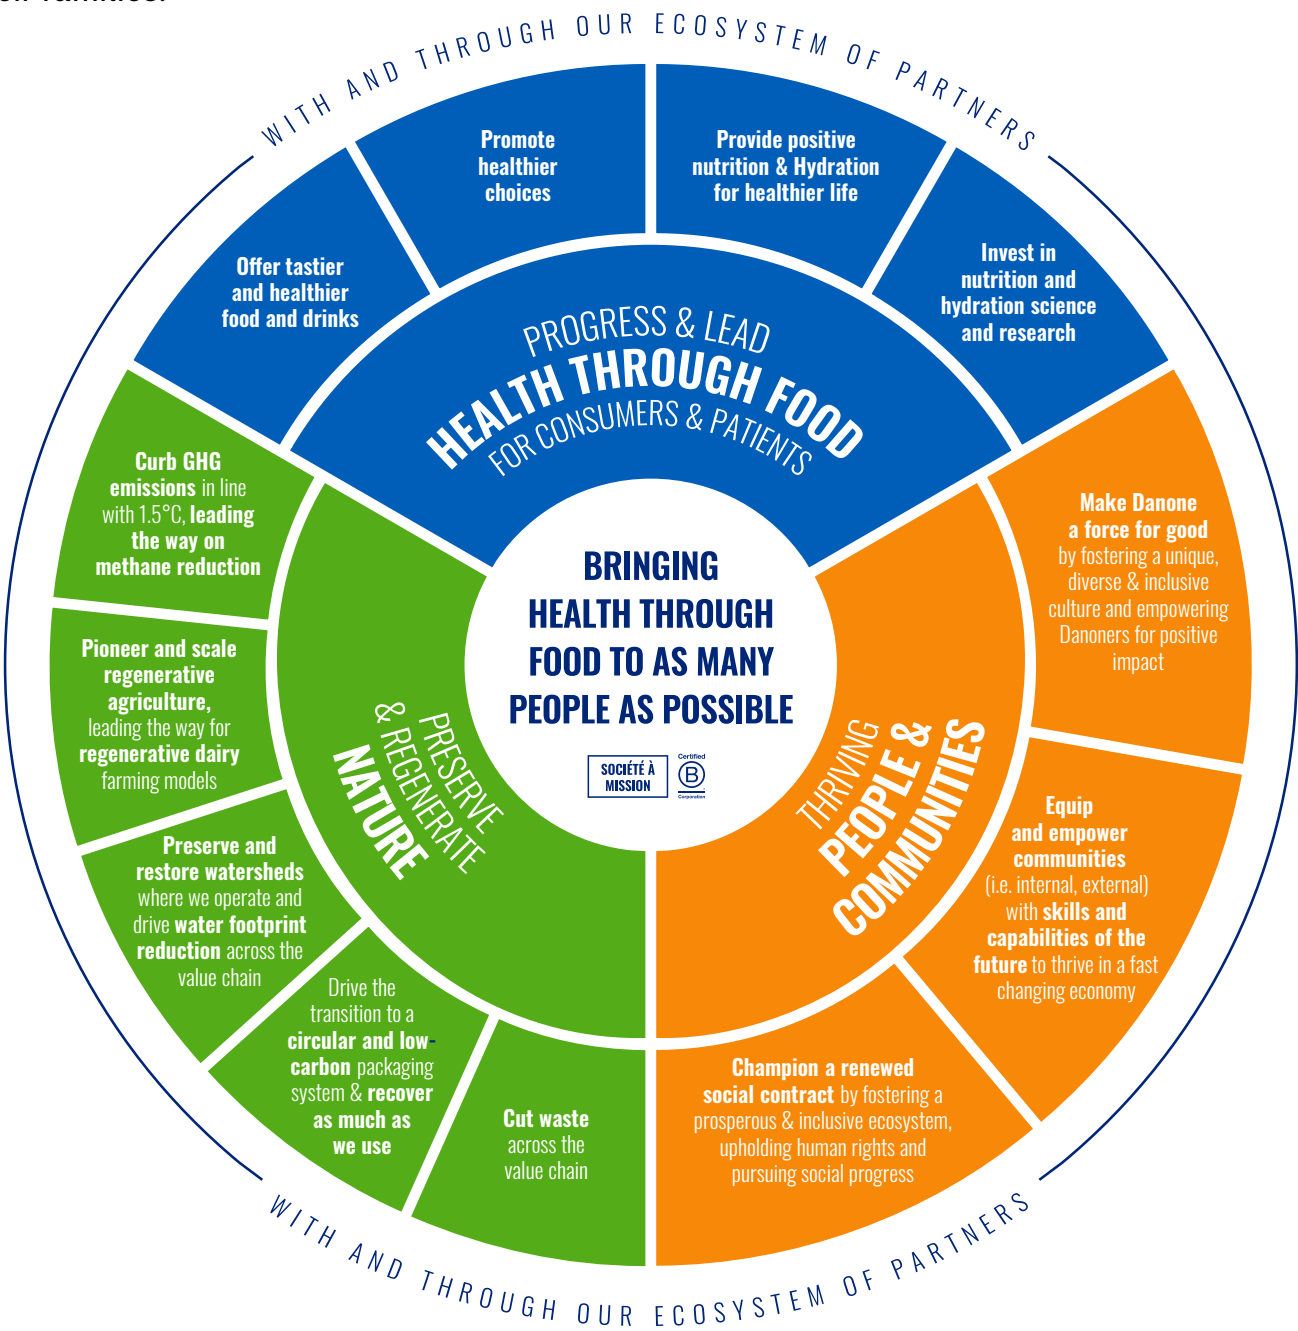 families.
WITH AND THROUGH OUR ECOSYSTEM OF PARTNERS
Promote
healthier
choices
Provide positive
nutrition & Hydration
for healthier life
Offer tastier
and healthier
food and drinks
Invest in
nutrition and
hydration science
and research
PROGRESS & LEAD
HEALTH THROUGH FOOD
FOR CONSUMERS & PATIENTS
Curb GHG
emissions in line
with 1.5°C, leading
the way on
methane reduction
Pioneer and scale
regenerative
agriculture,
leading the way for
regenerative dairy
farming models
Preserve and
restore watersheds
where we operate and
drive water footprint
reduction across the
value chain
Drive the
transition to a
circular and low-
carbon packaging
system & recover
as much as
we use
Cut waste
across the
value chain
PRESERVE
& REGENERATE
NATURE
BRINGING
HEALTH THROUGH
FOOD TO AS MANY
PEOPLE AS POSSIBLE
SOCIÉTÉ À
MISSION
Certified
B
Corporation
THRIVING
PEOPLE &
COMMUNITIES
Make Danone
a force for good
by fostering a unique,
diverse & inclusive
culture and empowering
Danoners for positive
impact
Equip
and empower
communities
(i.e. internal, external)
with skills and
capabilities of the
future to thrive in a fast
changing economy
Champion a renewed
social contract by fostering a
prosperous & inclusive ecosystem,
upholding human rights and
pursuing social progress
WITH AND THROUGH OUR ECOSYSTEM OF PARTNERS